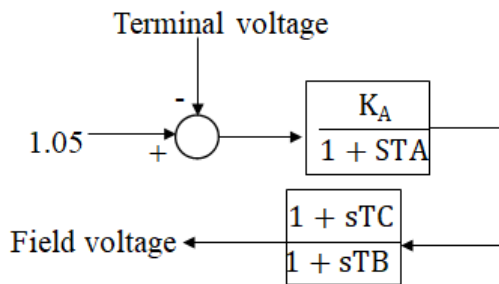 Terminal voltage
-
K_A
1.05 + 1 + STA
1 + sTC
Field voltage
1 + sTB